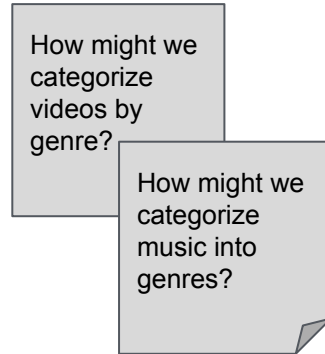 How might we
categorize
videos by
genre?
How might we
categorize
music into
genres?